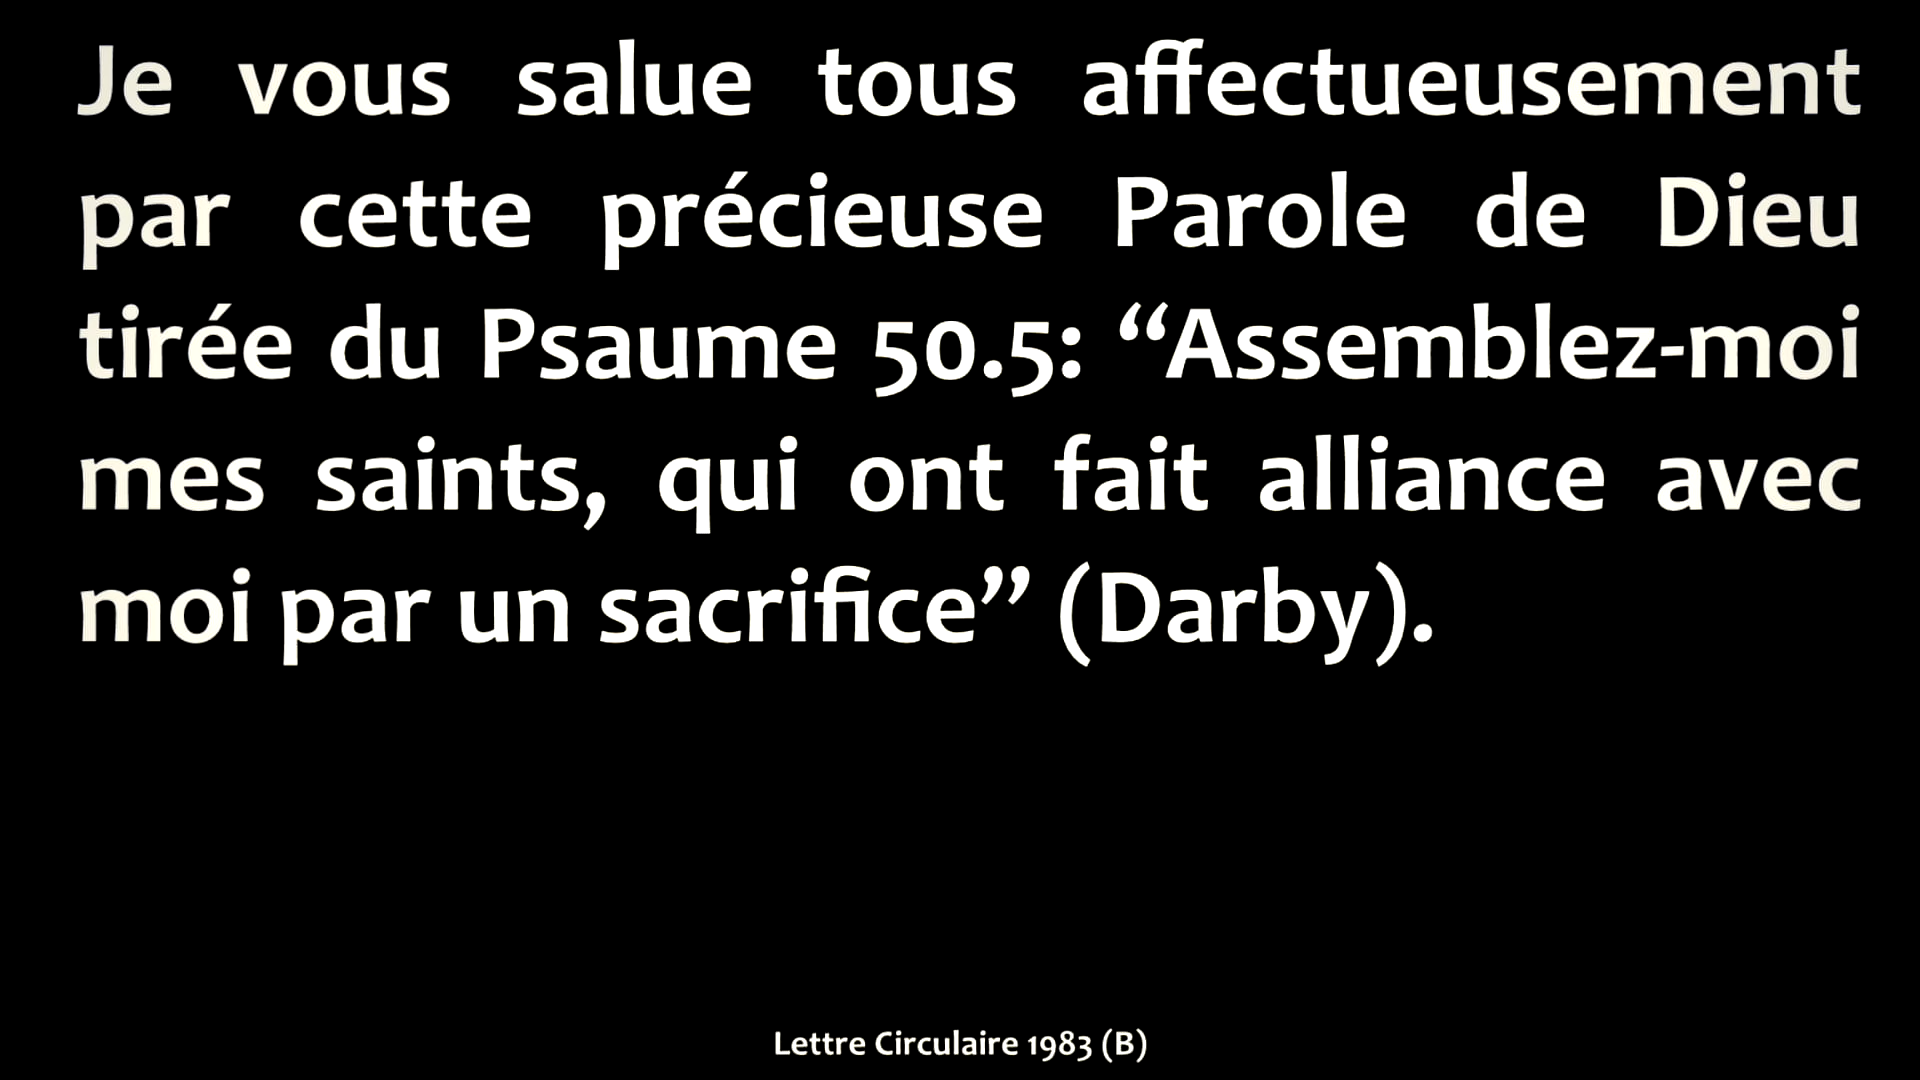 Je vous salue tous affectueusement
par cette précieuse Parole de Dieu
tirée du Psaume 50.5: “Assemblez-moi
mes saints, qui ont fait alliance avec
moi par un sacrifice” (Darby).
Lettre Circulaire 1983 (B)